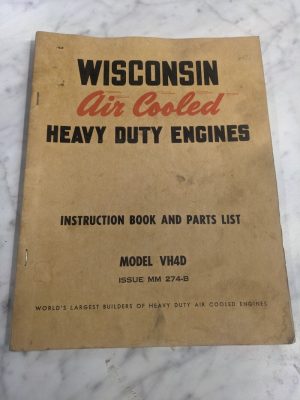 WISCONSIN
Air Cooled
HEAVY DUTY ENGINES
INSTRUCTION BOOK AND PARTS LIST
MODEL VH4D
ISSUE MM 274-B
WORLD'S LARGEST BUILDERS OF HEAVY DUTY AIR COOLED ENGINES